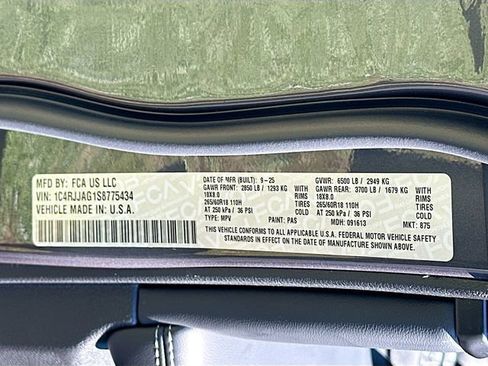 MFD BY: FCA US LLC
VIN: 1C4RJJAG1S8775434
VEHICLE MADE IN U.S.A.
DATE OF MFR (BUILT): 9-25 GVWR: 6500 LB / 2949 KG
GAWR FRONT: 2850 LB / 1293 KG GAWR REAR: 3700 LB / 1679 KG
18X8.0 RIMS 18X8.0 RIMS
265/60R18 110H TIRES 265/60R18 110H TIRES
AT 250 kPa / 36 PSI COLD AT 250 kPa / 36 PSI COLD
TYPE: MPV PAINT: PAS MDH: 091613 MKT: 875
THIS VEHICLE CONFORMS TO ALL APPLICABLE U.S.A. FEDERAL MOTOR VEHICLE SAFETY
STANDARDS IN EFFECT ON THE DATE OF MANUFACTURE SHOWN ABOVE.